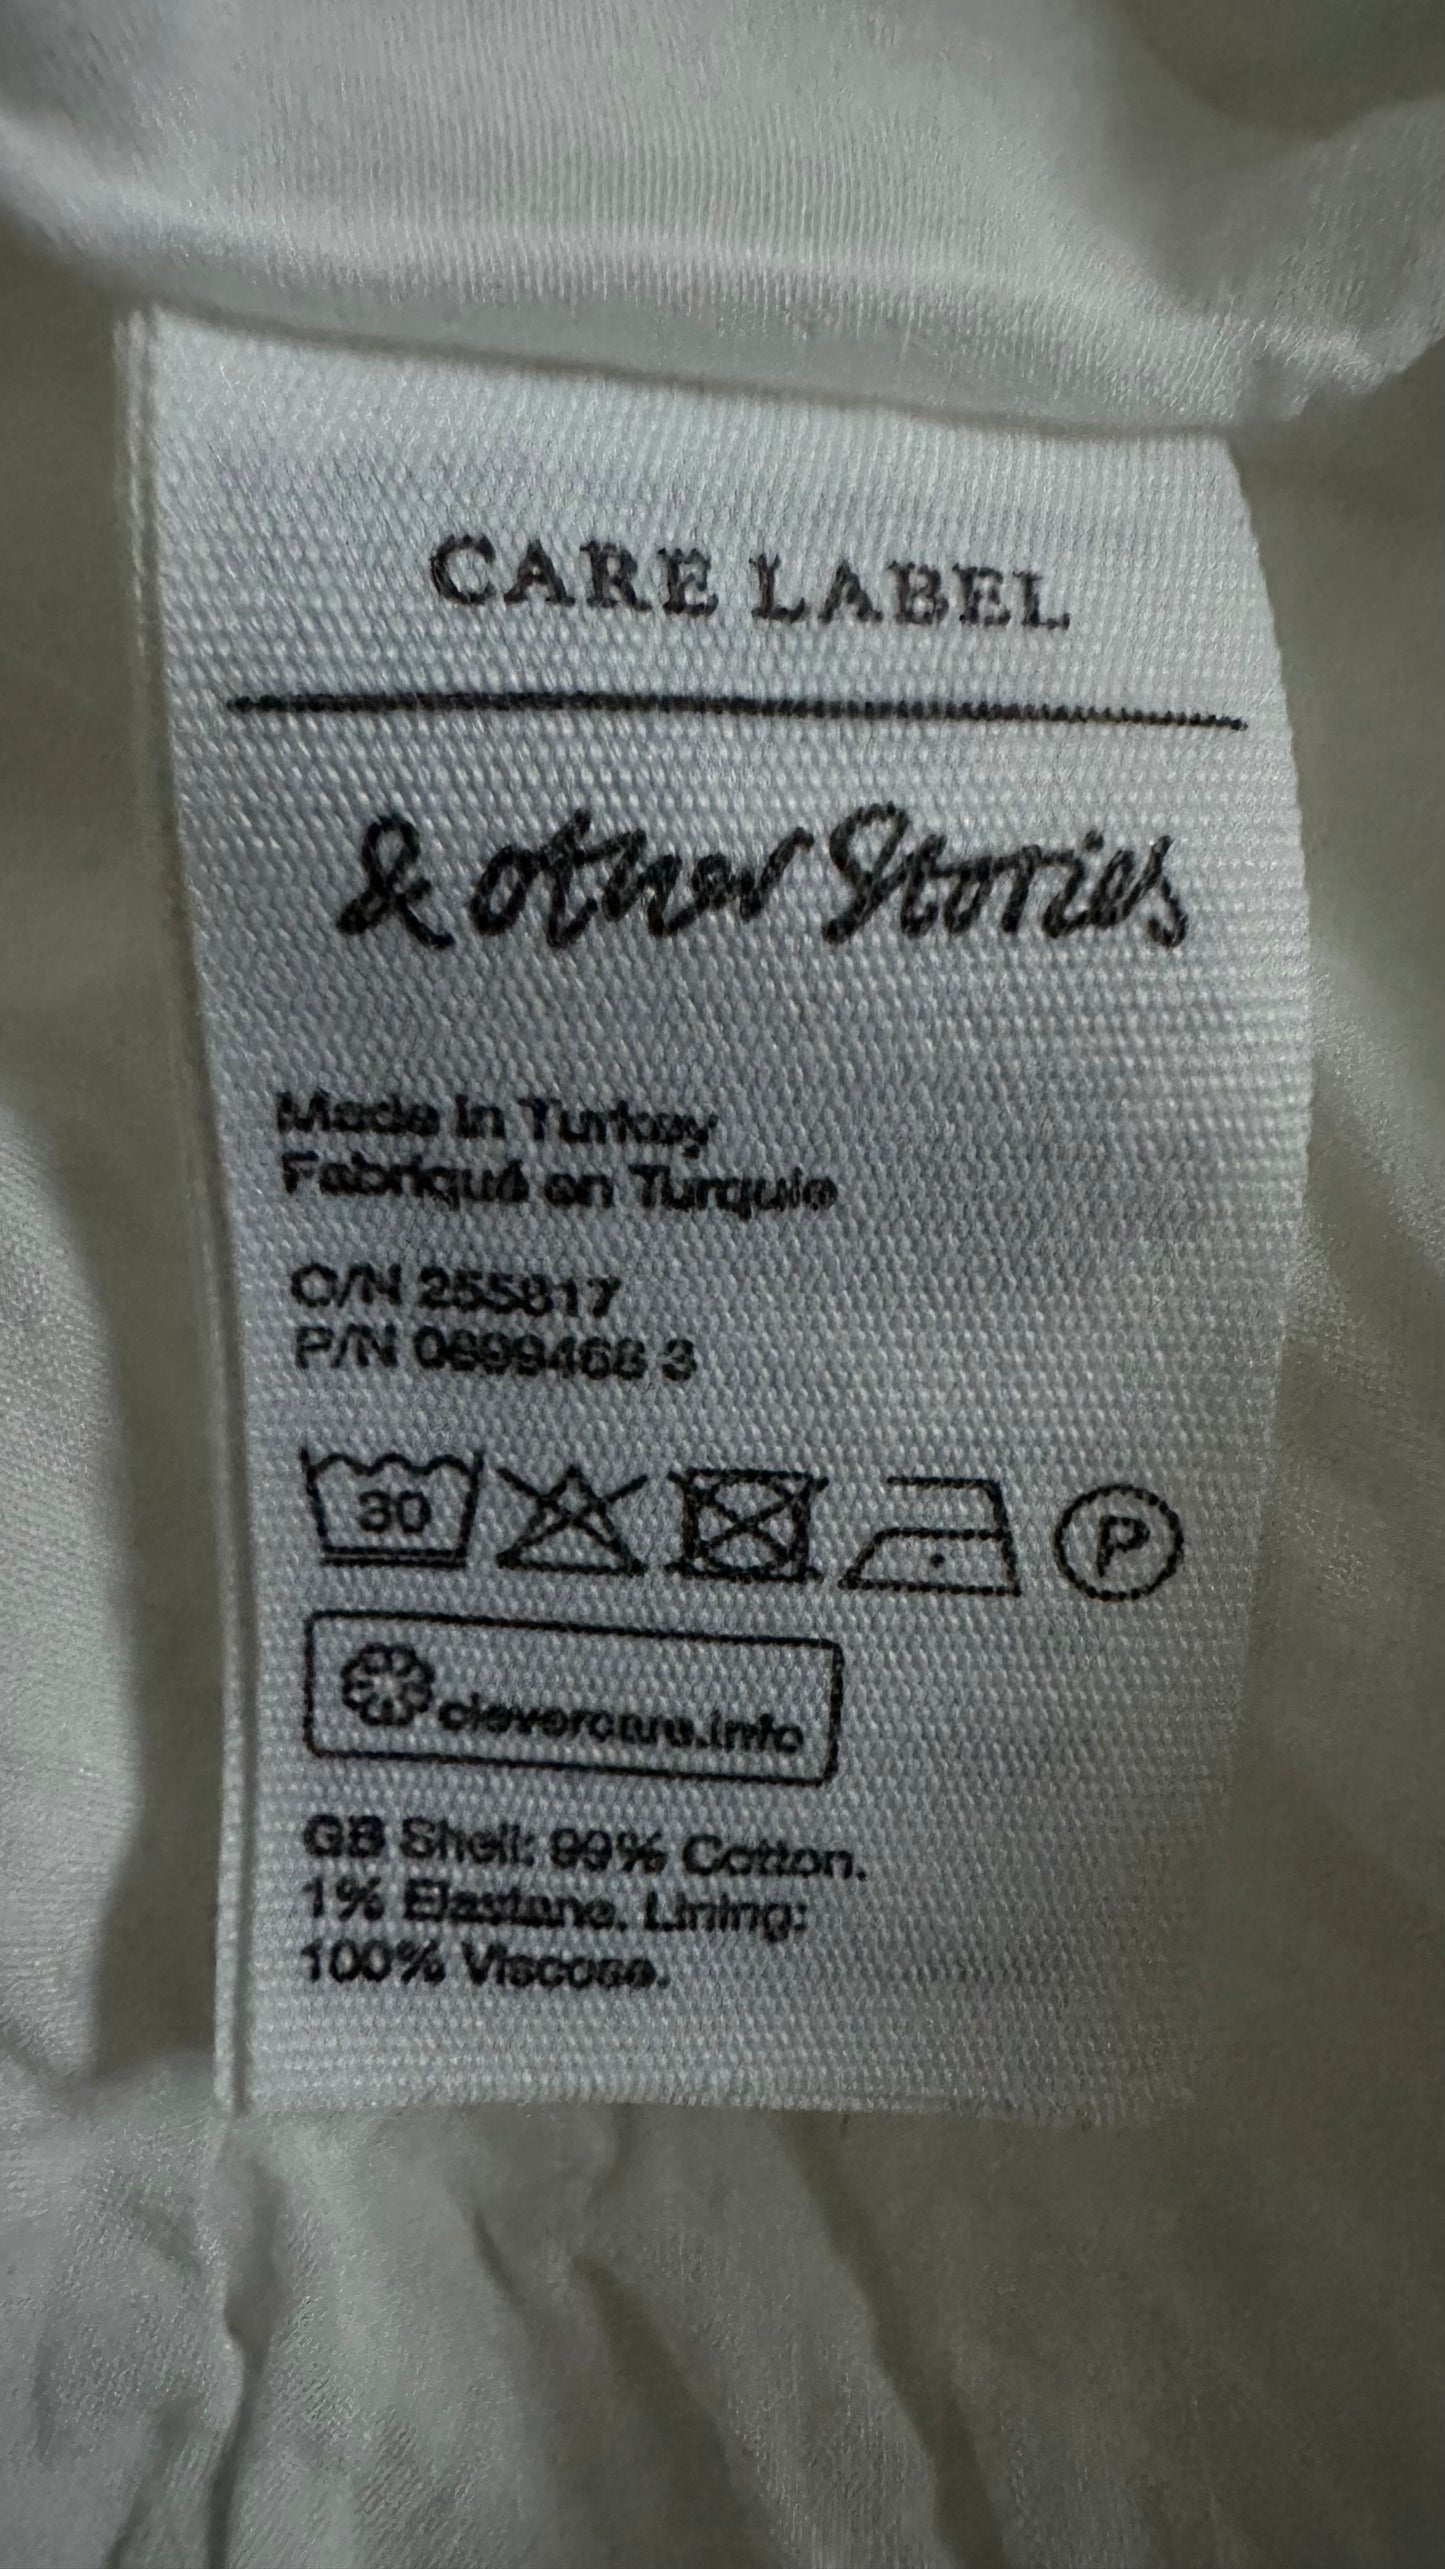 CARE LABEL
& other Stories
Made in Turkey
Fabriqué en Turquie
O/N 255817
P/N 0899468 3
30
P
clevercare.info
GB Shell: 99% Cotton.
1% Elastane. Lining:
100% Viscose.